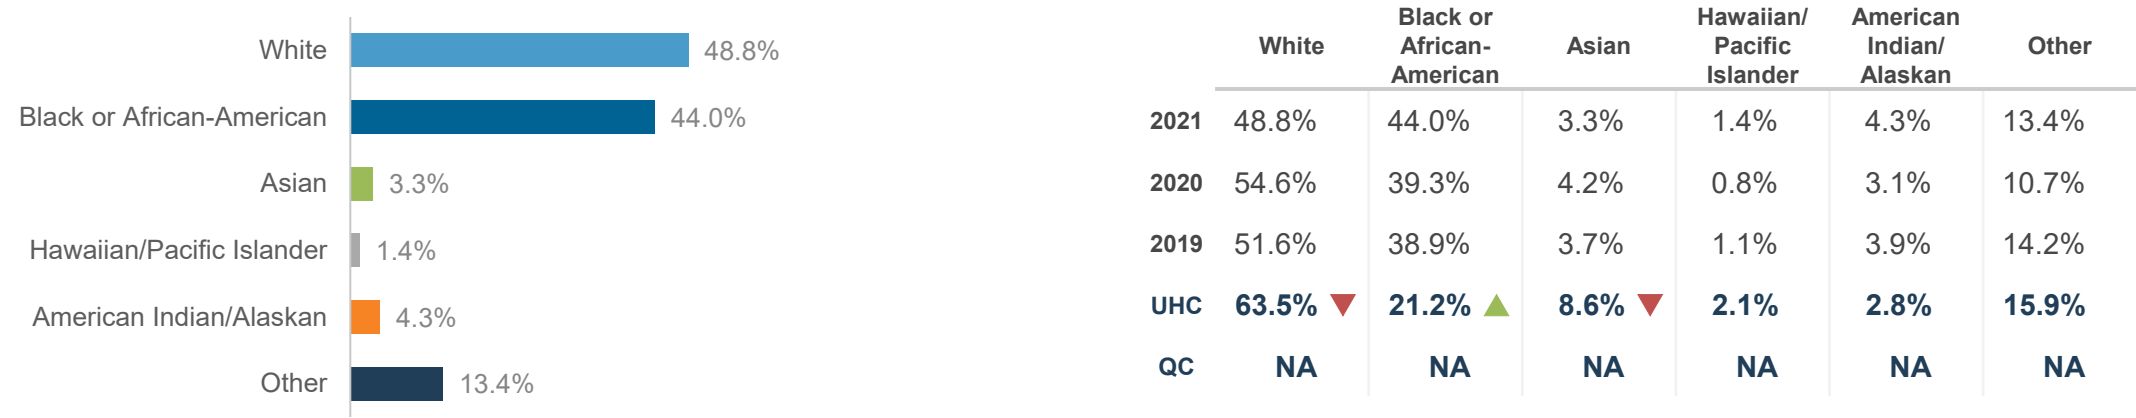 White 48.8%
Black or African-American 44.0%
Asian 3.3%
Hawaiian/Pacific Islander 1.4%
American Indian/Alaskan 4.3%
Other 13.4%
White Black or African-American Asian Hawaiian/ Pacific Islander American Indian/ Alaskan Other
2021 48.8% 44.0% 3.3% 1.4% 4.3% 13.4%
2020 54.6% 39.3% 4.2% 0.8% 3.1% 10.7%
2019 51.6% 38.9% 3.7% 1.1% 3.9% 14.2%
UHC 63.5% 21.2% 8.6% 2.1% 2.8% 15.9%
QC NA NA NA NA NA NA